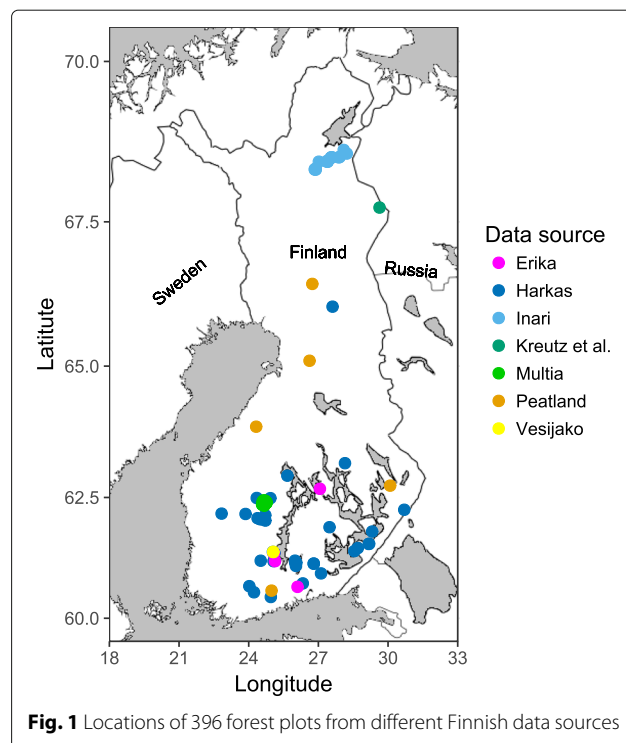 70.0
67.5
65.0
62.5
60.0
Latitute
Sweden
Finland
Russia
18 21 24 27 30 33
Longitude
Data source
Erika
Harkas
Inari
Kreutz et al.
Multia
Peatland
Vesijako
Fig. 1 Locations of 396 forest plots from different Finnish data sources